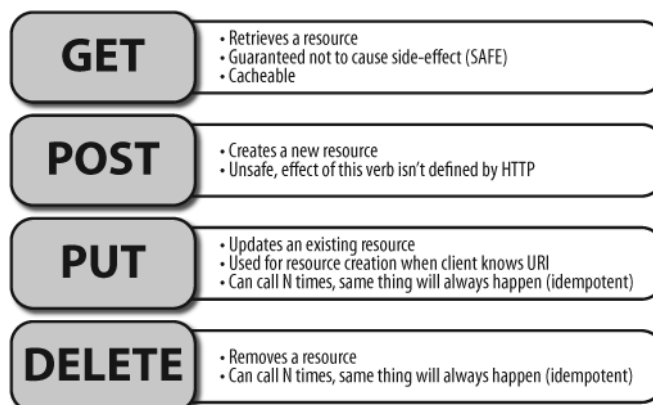 GET
• Retrieves a resource
• Guaranteed not to cause side-effect (SAFE)
• Cacheable
POST
• Creates a new resource
• Unsafe, effect of this verb isn't defined by HTTP
PUT
• Updates an existing resource
• Used for resource creation when client knows URI
• Can call N times, same thing will always happen (idempotent)
DELETE
• Removes a resource
• Can call N times, same thing will always happen (idempotent)